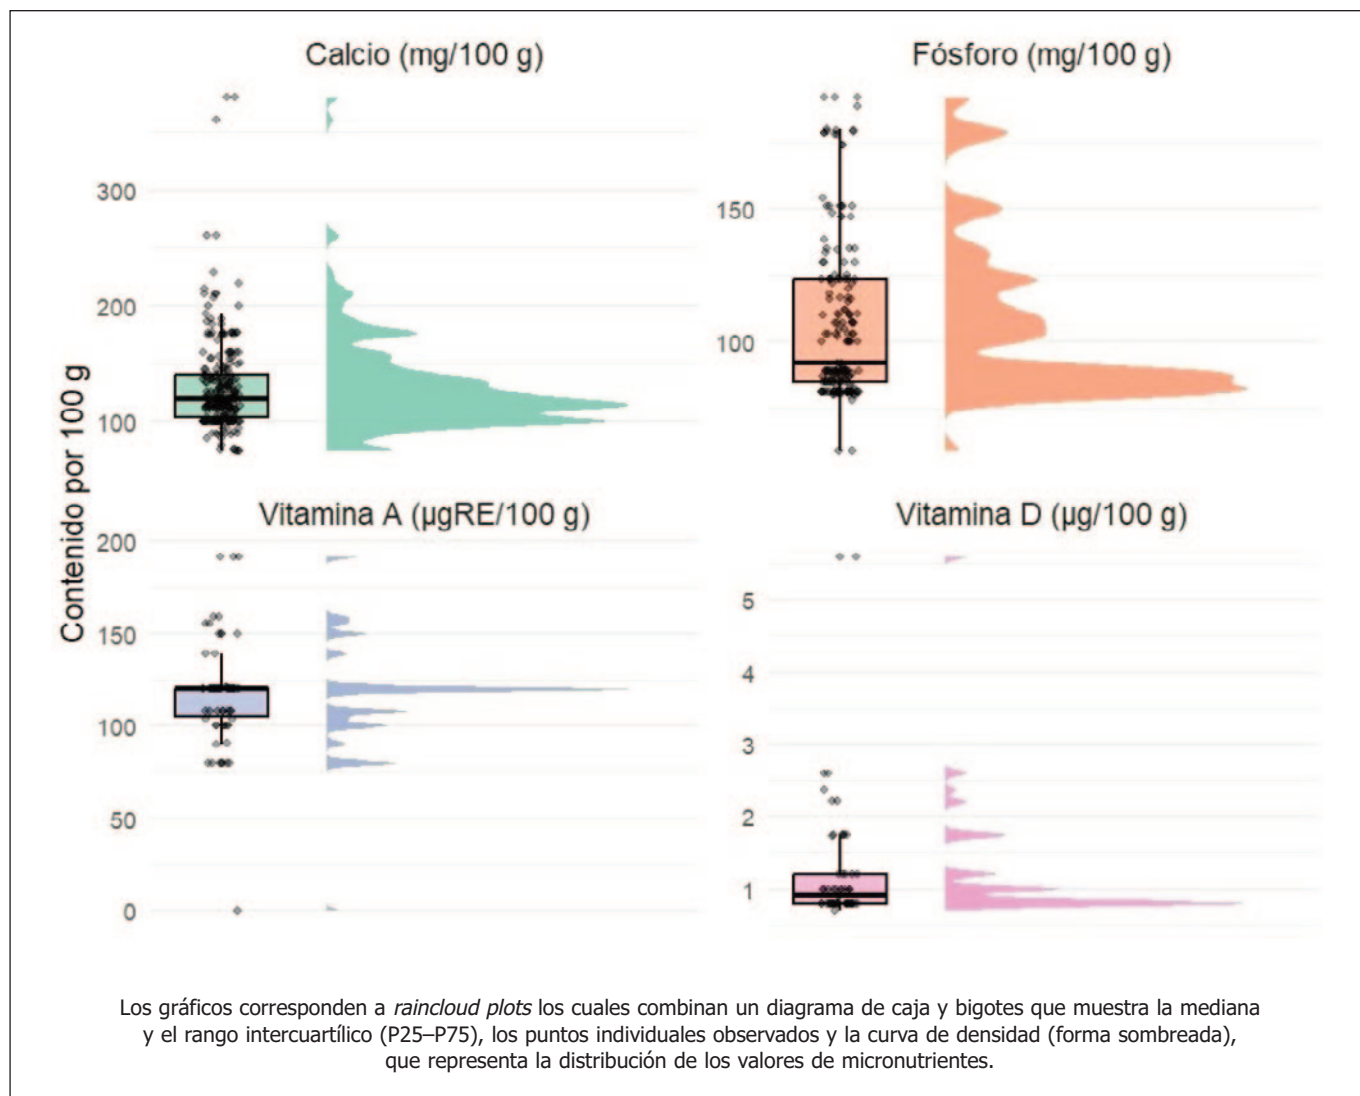 Calcio (mg/100 g)
Fósforo (mg/100 g)
300
200
100
150
100
Contenido por 100 g
Vitamina A (µgRE/100 g)
Vitamina D (µg/100 g)
200
150
100
50
0
5
4
3
2
1
Los gráficos corresponden a raincloud plots los cuales combinan un diagrama de caja y bigotes que muestra la mediana
y el rango intercuartílico (P25–P75), los puntos individuales observados y la curva de densidad (forma sombreada),
que representa la distribución de los valores de micronutrientes.